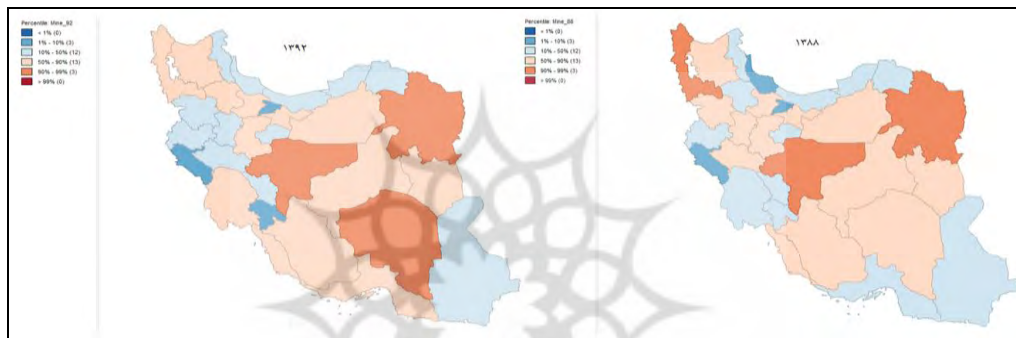 Percentile: Mine_92
< 1% (0)
1% - 10% (3)
10% - 50% (12)
50% - 90% (13)
90% - 99% (3)
> 99% (0)
۱۳۹۲
Percentile: Mine_88
< 1% (0)
1% - 10% (3)
10% - 50% (12)
50% - 90% (13)
90% - 99% (3)
> 99% (0)
۱۳۸۸